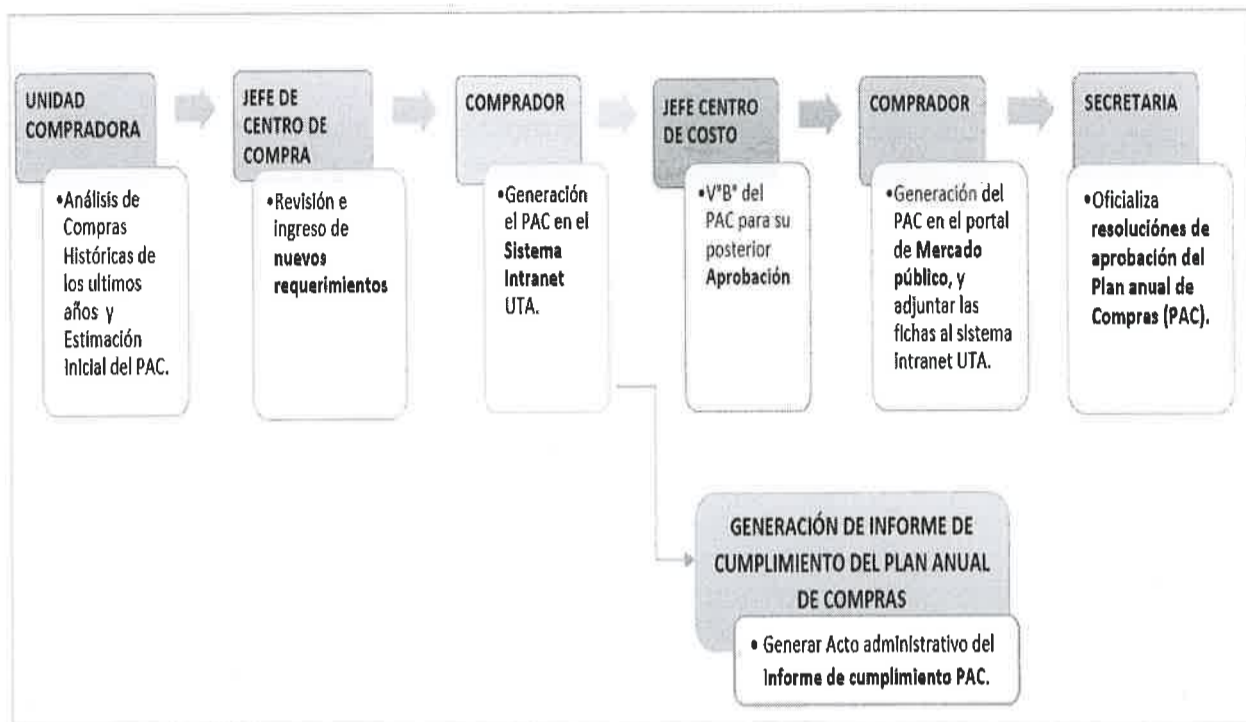 UNIDAD
COMPRADORA
•Análisis de
Compras
Históricas de
los ultimos
años y
Estimación
inicial del PAC.
JEFE DE
CENTRO DE
COMPRA
•Revisión e
ingreso de
nuevos
requerimientos
COMPRADOR
•Generación
el PAC en el
Sistema
Intranet
UTA.
JEFE CENTRO
DE COSTO
•V°B° del
PAC para su
posterior
Aprobación
COMPRADOR
•Generación del
PAC en el portal
de Mercado
público, y
adjuntar las
fichas al sistema
intranet UTA.
SECRETARIA
•Oficializa
resoluciónes de
aprobación del
Plan anual de
Compras (PAC).
GENERACIÓN DE INFORME DE
CUMPLIMIENTO DEL PLAN ANUAL
DE COMPRAS
• Generar Acto administrativo del
informe de cumplimiento PAC.